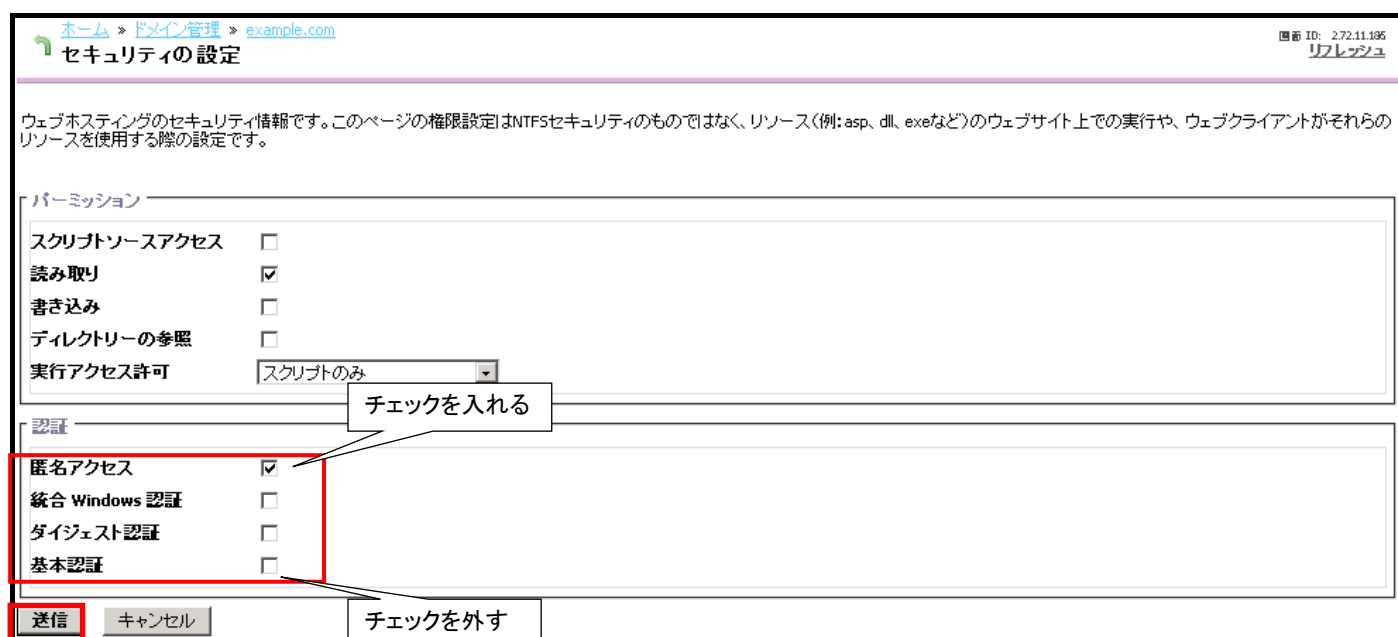 ホーム » ドメイン管理 » example.com
セキュリティの設定
画面 ID: 2.72.11.186
リフレッシュ
ウェブホスティングのセキュリティ情報です。このページの権限設定はNTFSセキュリティのものではなく、リソース(例:asp、dll、exeなど)のウェブサイト上での実行や、ウェブクライアントがそれらの
リソースを使用する際の設定です。
パーミッション
スクリプトソースアクセス
読み取り
書き込み
ディレクトリーの参照
実行アクセス許可 スクリプトのみ
チェックを入れる
認証
匿名アクセス
統合 Windows 認証
ダイジェスト認証
基本認証
チェックを外す
送信 キャンセル